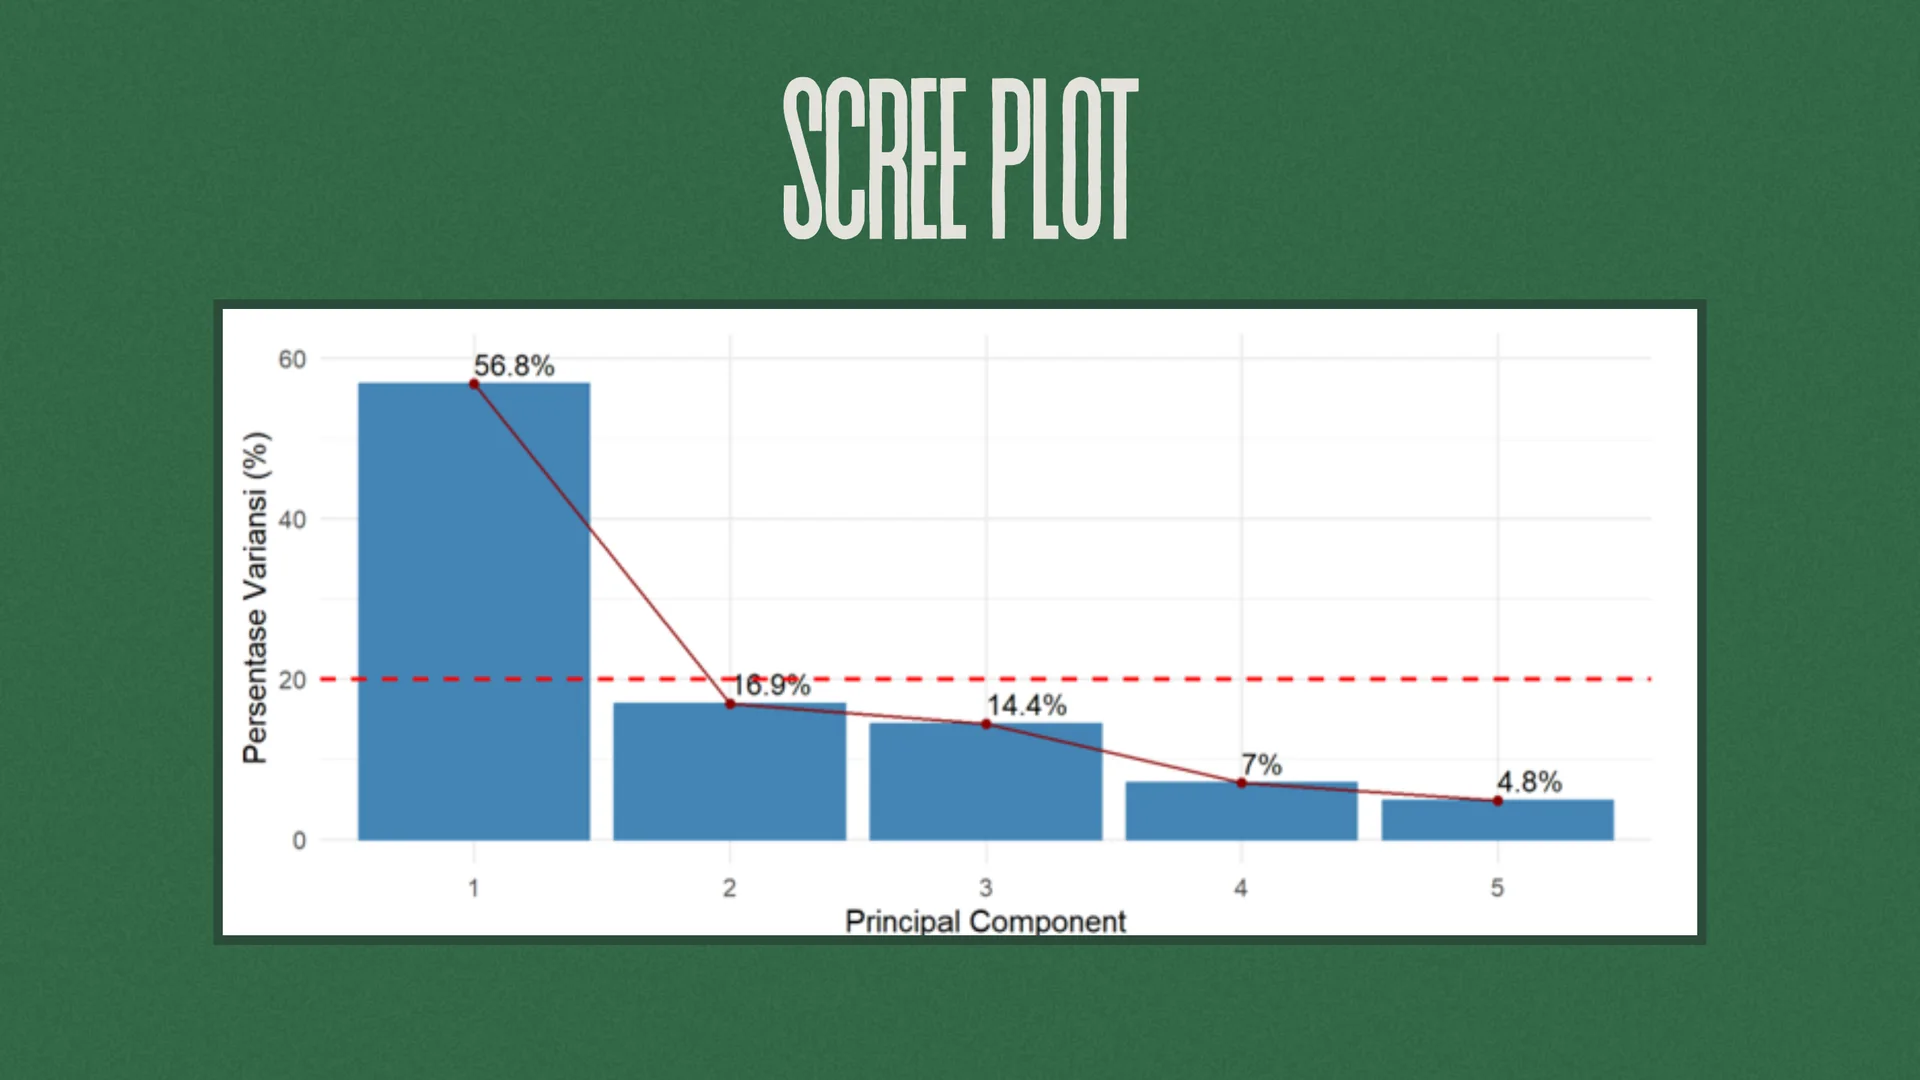 SCREE PLOT
Persentase Variansi (%)
60
40
20
0
56.8%
16.9%
14.4%
7%
4.8%
1 2 3 4 5
Principal Component